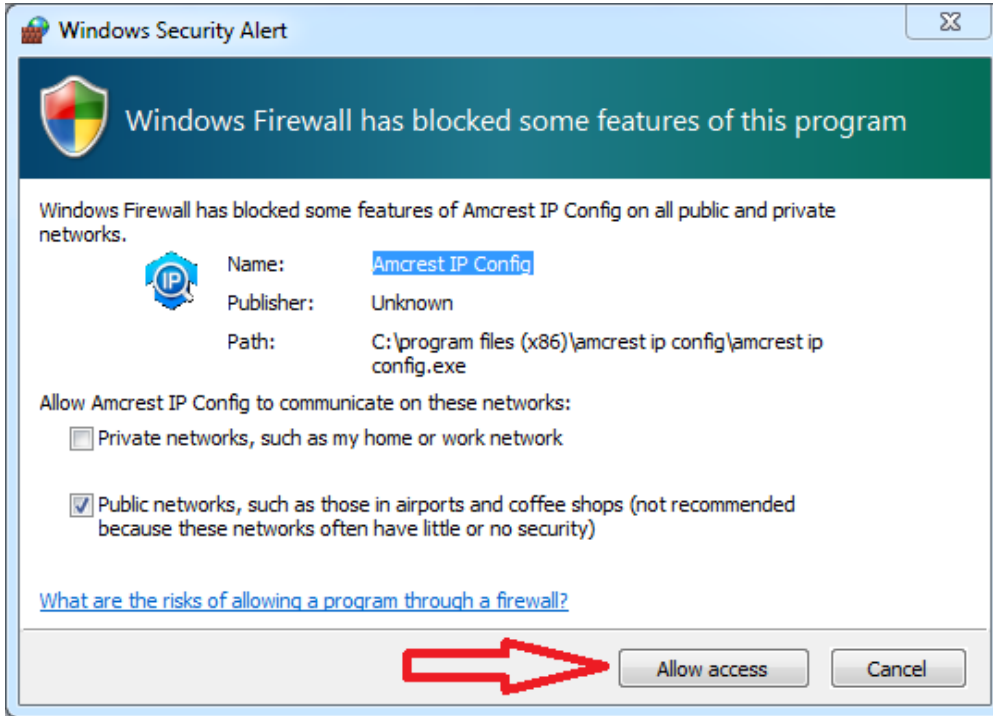 Windows Security Alert
Windows Firewall has blocked some features of this program
Windows Firewall has blocked some features of Amcrest IP Config on all public and private
networks.
IP
Name: Amcrest IP Config
Publisher: Unknown
Path: C:\program files (x86)\amcrest ip config\amcrest ip
config.exe
Allow Amcrest IP Config to communicate on these networks:
Private networks, such as my home or work network
Public networks, such as those in airports and coffee shops (not recommended
because these networks often have little or no security)
What are the risks of allowing a program through a firewall?
Allow access Cancel